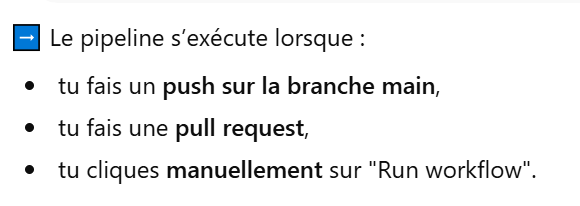 ➡ Le pipeline s’exécute lorsque :
• tu fais un push sur la branche main,
• tu fais une pull request,
• tu cliques manuellement sur "Run workflow".